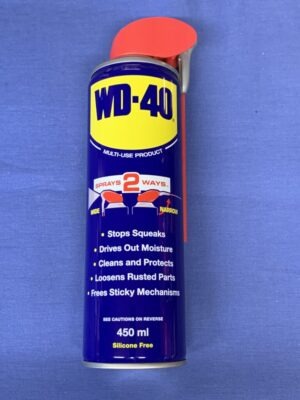 WD-40
MULTI-USE PRODUCT
SPRAYS 2 WAYS
WIDE NARROW
• Stops Squeaks
• Drives Out Moisture
• Cleans and Protects
• Loosens Rusted Parts
• Frees Sticky Mechanisms
SEE CAUTIONS ON REVERSE
450 ml
Silicone Free